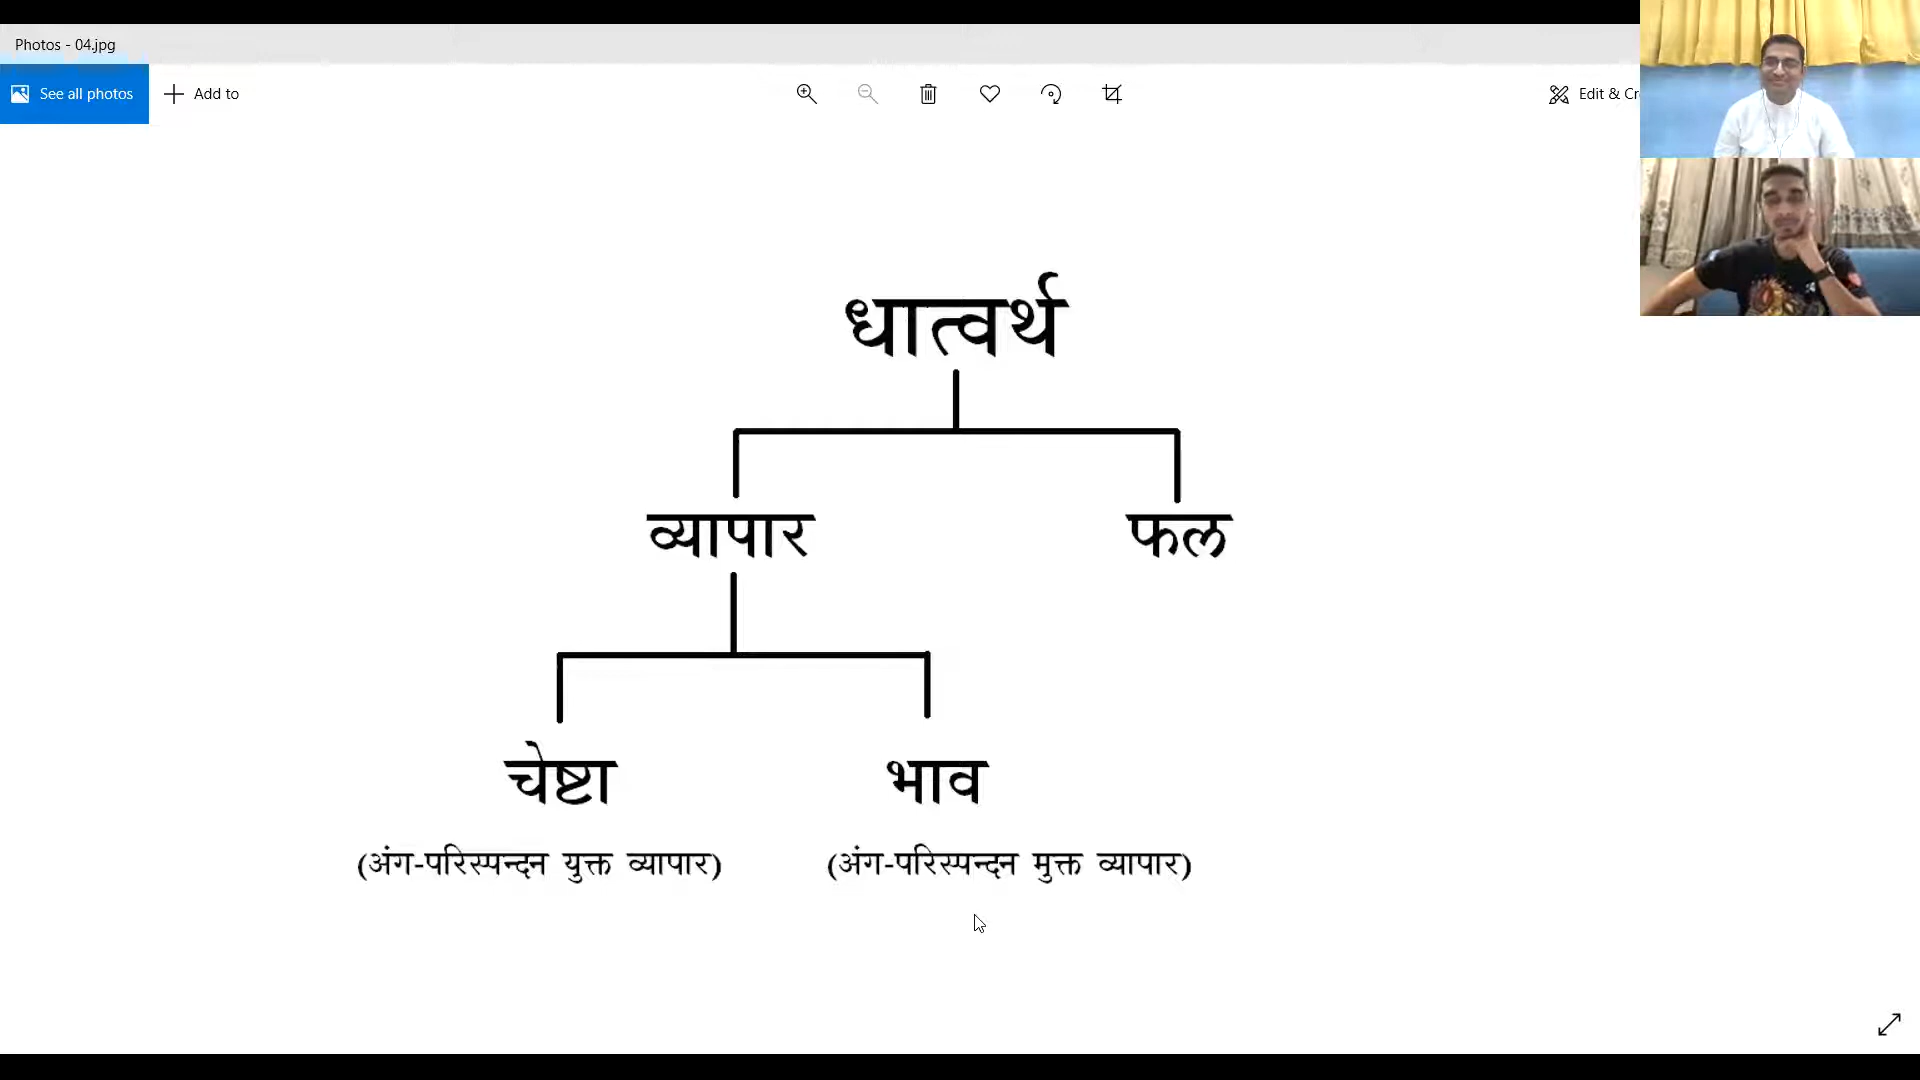 Photos - 04.jpg
See all photos
Add to
Edit & Cr
धात्वर्थ
व्यापार फल
चेष्टा भाव
(अंग-परिस्पन्दन युक्त व्यापार) (अंग-परिस्पन्दन मुक्त व्यापार)